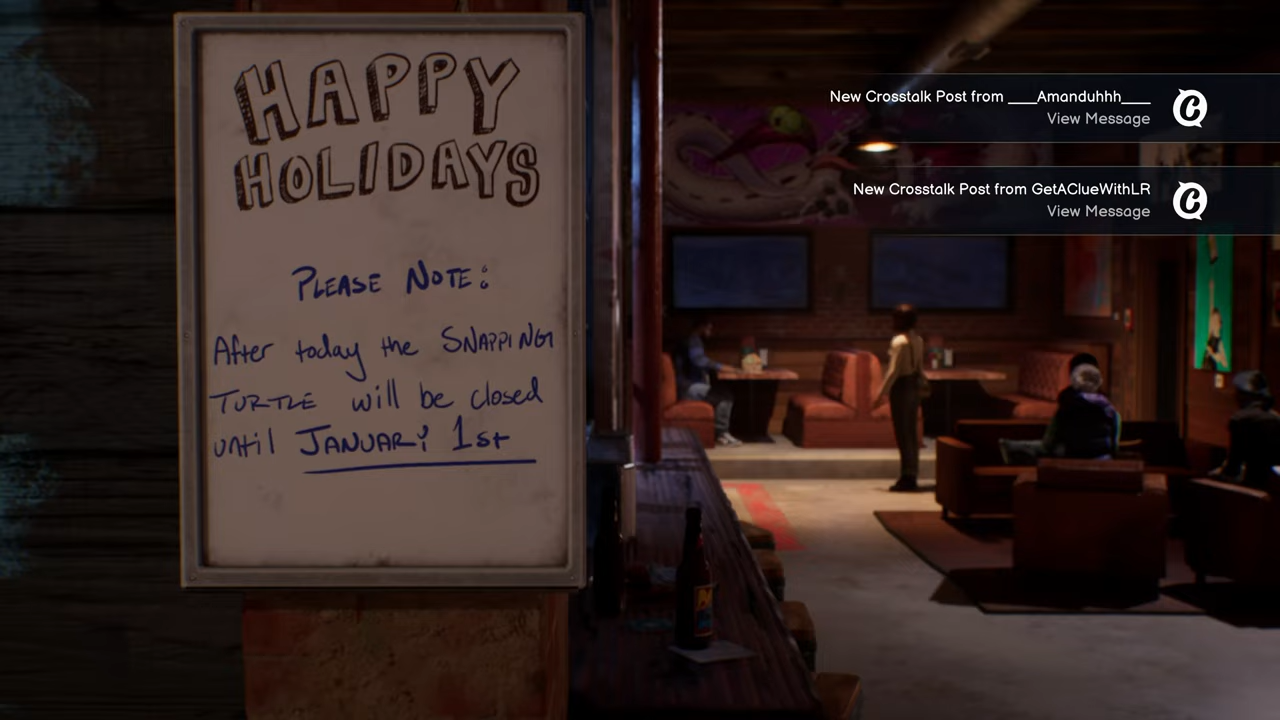 HAPPY
HOLIDAYS
PLEASE NOTE:
After today the SNAPPING
TURTLE will be closed
until JANUARY 1st
New Crosstalk Post from ___Amanduhhh___
View Message
New Crosstalk Post from GetAClueWithLR
View Message